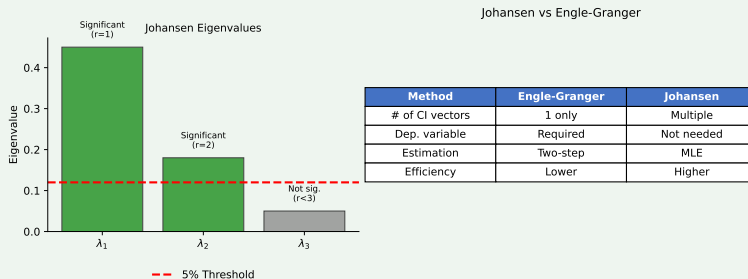 Johansen Eigenvalues
Significant
(r=1)
Significant
(r=2)
Not sig.
(r<3)
Eigenvalue
0.4
0.3
0.2
0.1
0.0
λ1
λ2
λ3
5% Threshold
Johansen vs Engle-Granger
Method Engle-Granger Johansen
# of CI vectors 1 only Multiple
Dep. variable Required Not needed
Estimation Two-step MLE
Efficiency Lower Higher